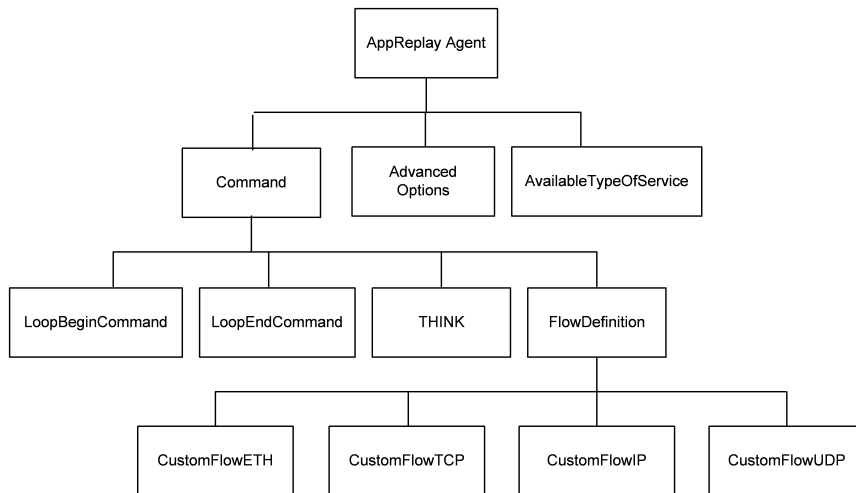 AppReplay Agent
Command
Advanced
Options
AvailableTypeOfService
LoopBeginCommand
LoopEndCommand
THINK
FlowDefinition
CustomFlowETH
CustomFlowTCP
CustomFlowIP
CustomFlowUDP